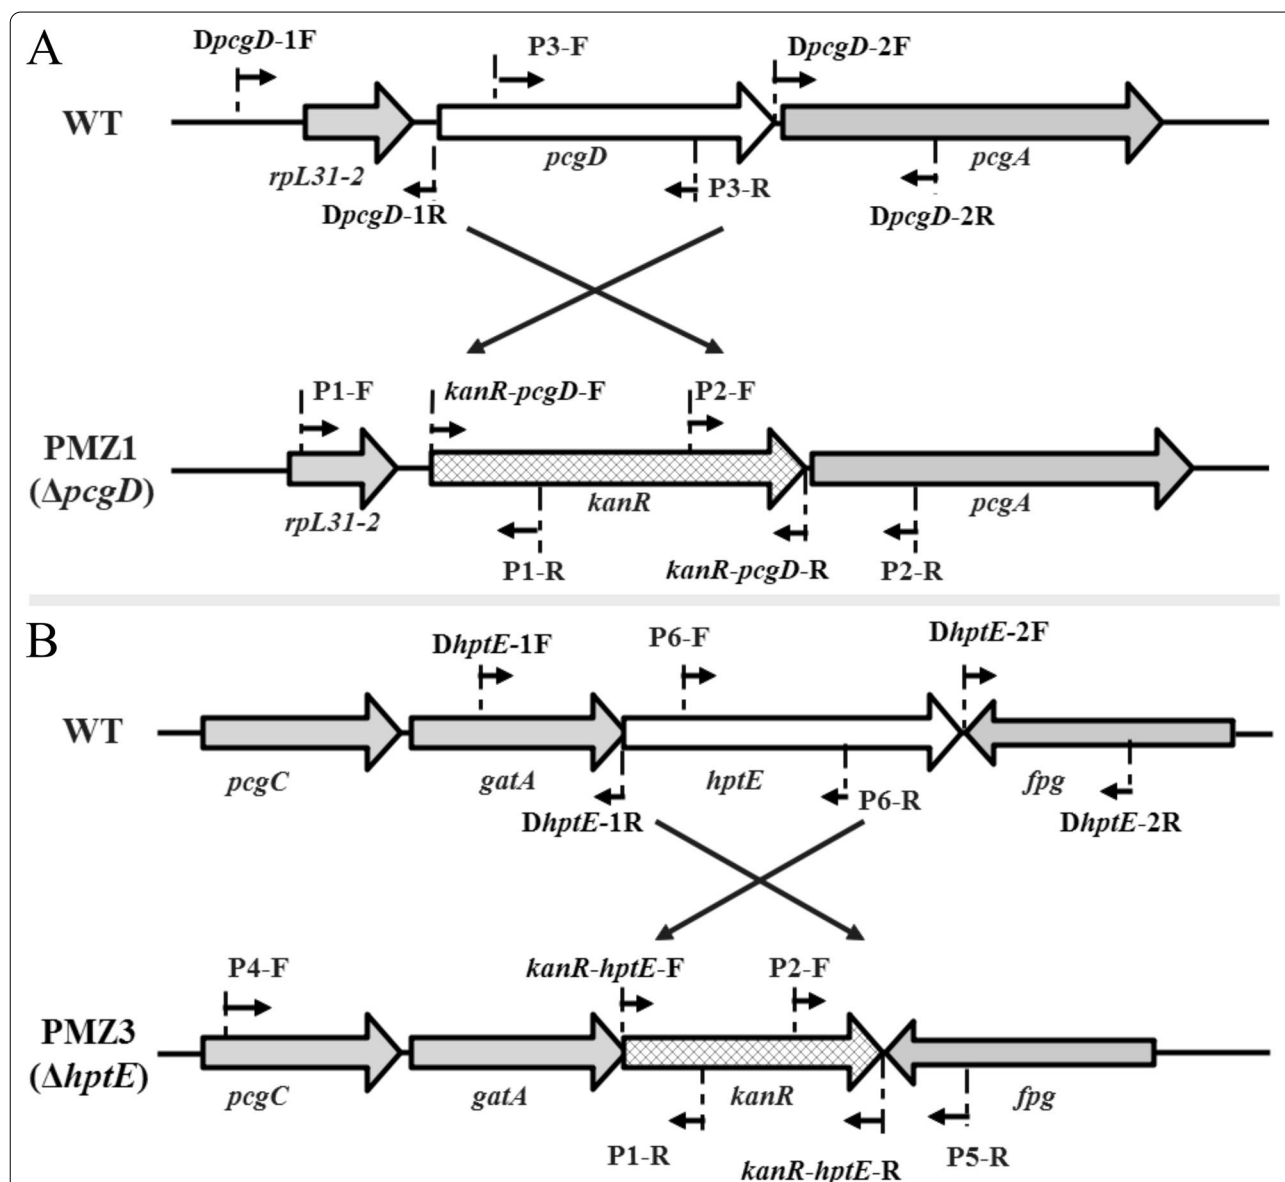 A
DpcgD-1F
P3-F
DpcgD-2F
WT
rpL31-2
pcgD
pcgA
DpcgD-1R
P3-R
DpcgD-2R
P1-F
kanR-pcgD-F
P2-F
PMZ1
(ΔpcgD)
rpL31-2
kanR
pcgA
P1-R
kanR-pcgD-R
P2-R
B
DhptE-1F
P6-F
DhptE-2F
WT
pcgC
gatA
hptE
fpg
DhptE-1R
P6-R
DhptE-2R
P4-F
kanR-hptE-F
P2-F
PMZ3
(ΔhptE)
pcgC
gatA
kanR
fpg
P1-R
kanR-hptE-R
P5-R